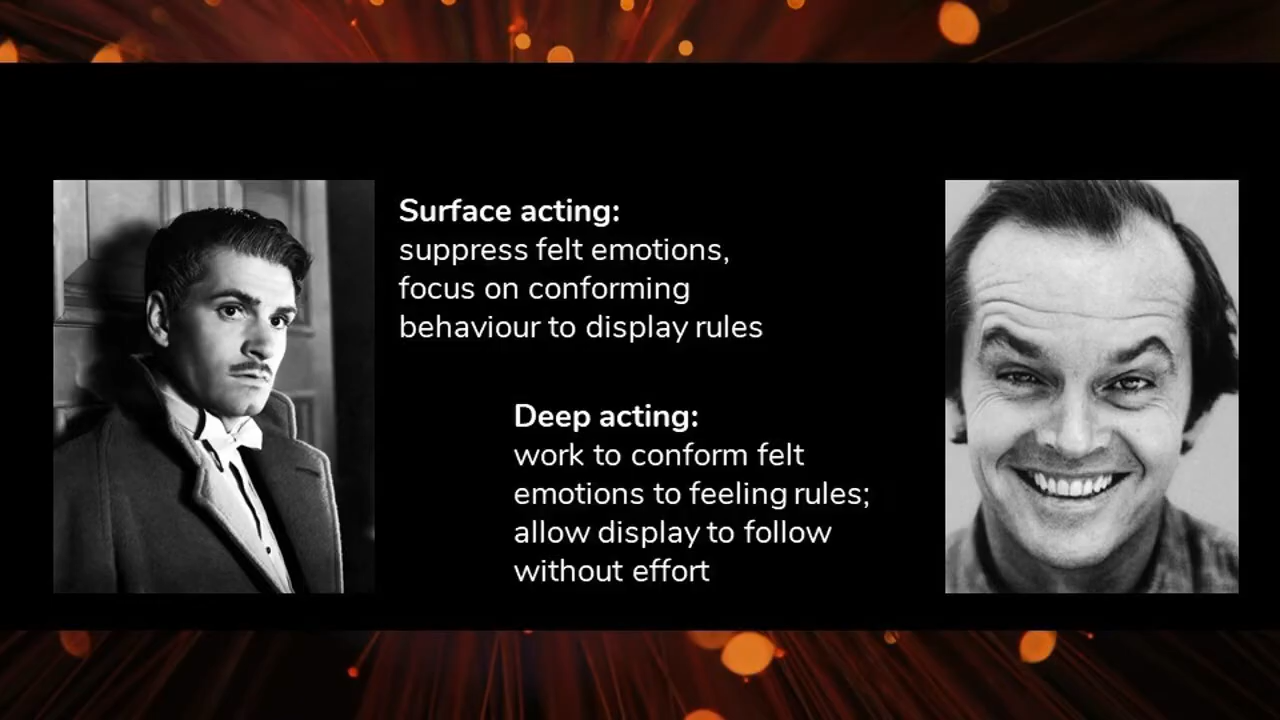 Surface acting:
suppress felt emotions,
focus on conforming
behaviour to display rules
Deep acting:
work to conform felt
emotions to feeling rules;
allow display to follow
without effort